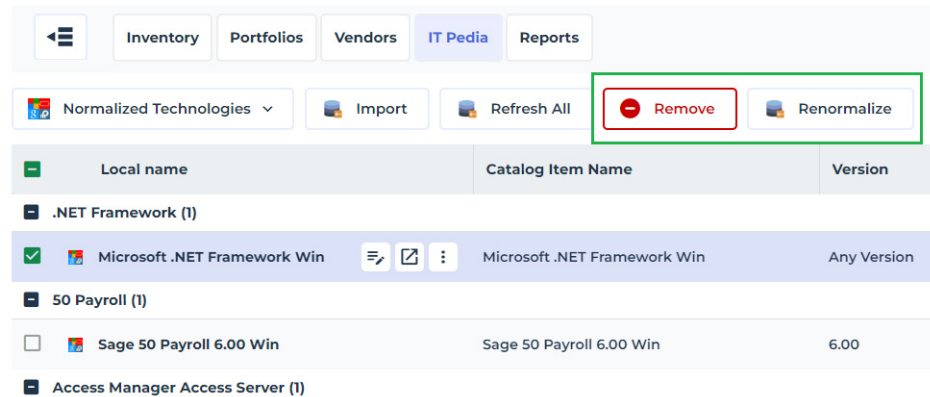 Inventory Portfolios Vendors IT Pedia Reports
Normalized Technologies Import Refresh All Remove Renormalize
Local name Catalog Item Name Version
.NET Framework (1)
Microsoft .NET Framework Win Microsoft .NET Framework Win Any Version
50 Payroll (1)
Sage 50 Payroll 6.00 Win Sage 50 Payroll 6.00 Win 6.00
Access Manager Access Server (1)